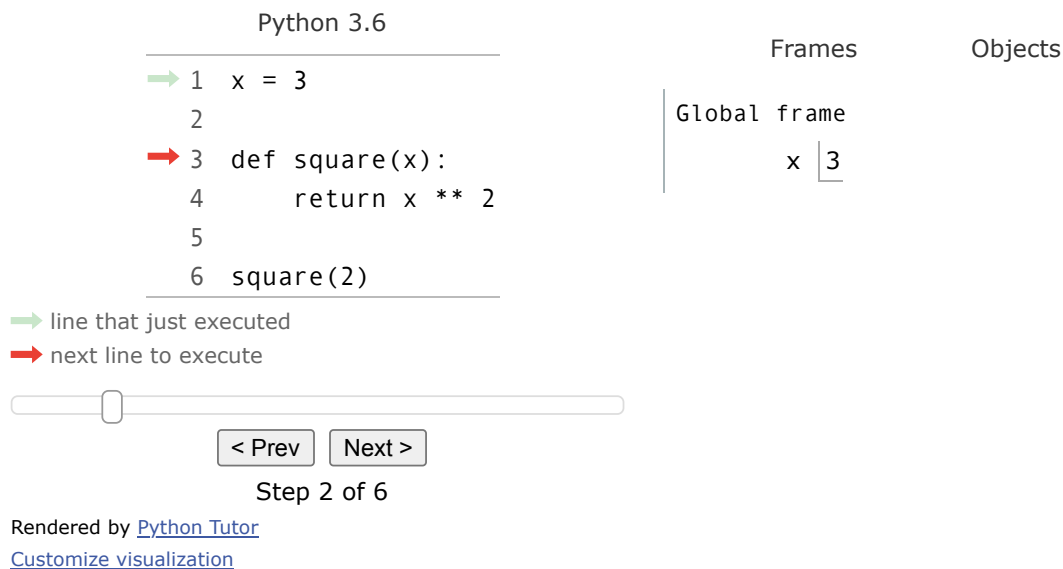 Python 3.6
1 x = 3
2
3 def square(x):
4     return x ** 2
5
6 square(2)
line that just executed
next line to execute
< Prev Next >
Step 2 of 6
Rendered by Python Tutor
Customize visualization
Frames Objects
Global frame
x 3